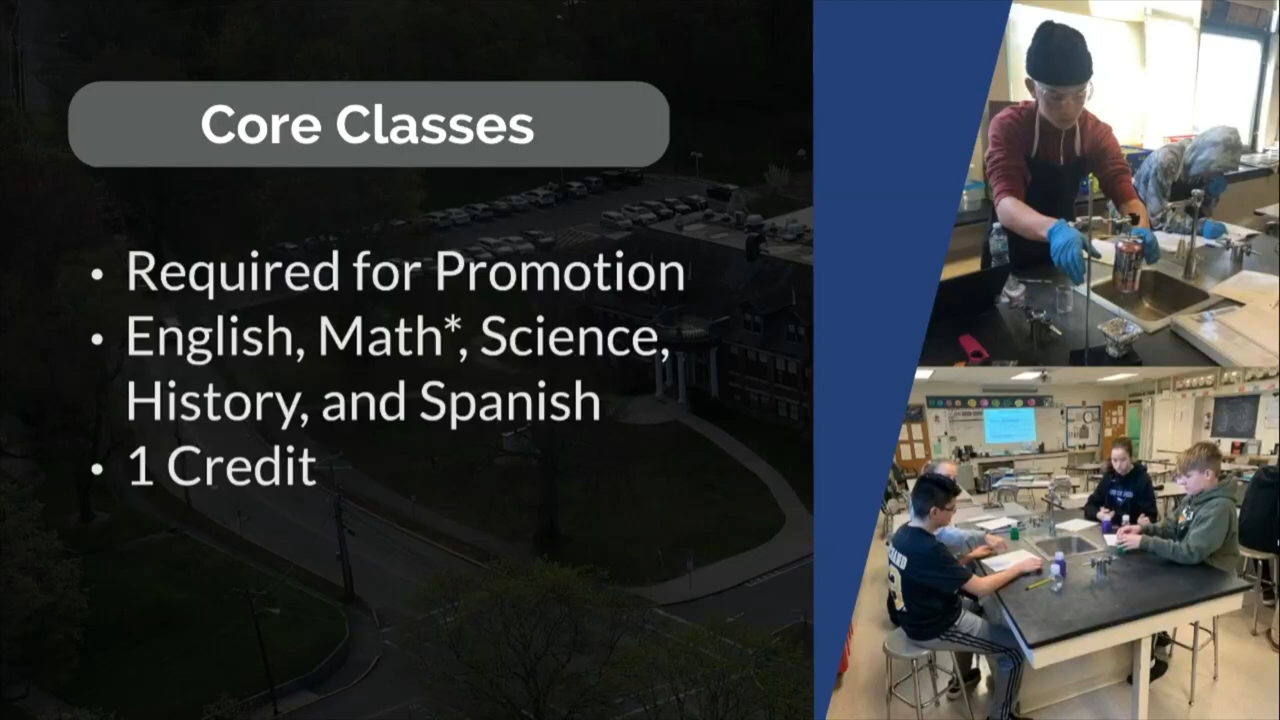 Core Classes
• Required for Promotion
• English, Math*, Science,
History, and Spanish
• 1 Credit